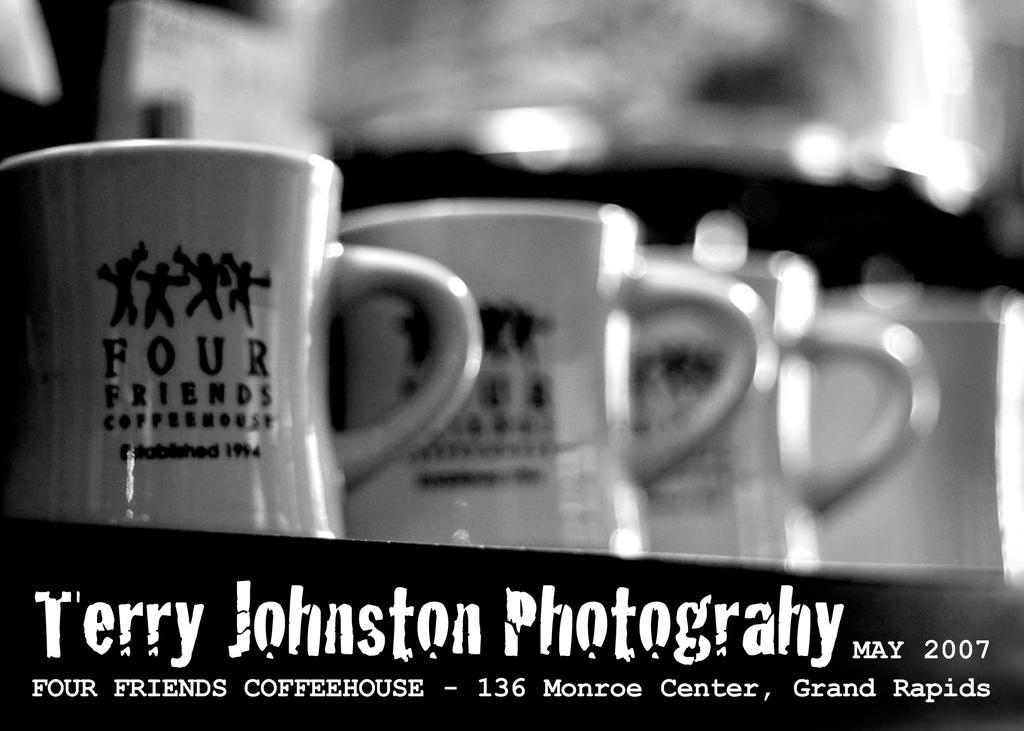 FOUR
FRIENDS
COFFEEHOUSE
Established 1994
Terry Johnston Photograhy MAY 2007
FOUR FRIENDS COFFEEHOUSE - 136 Monroe Center, Grand Rapids